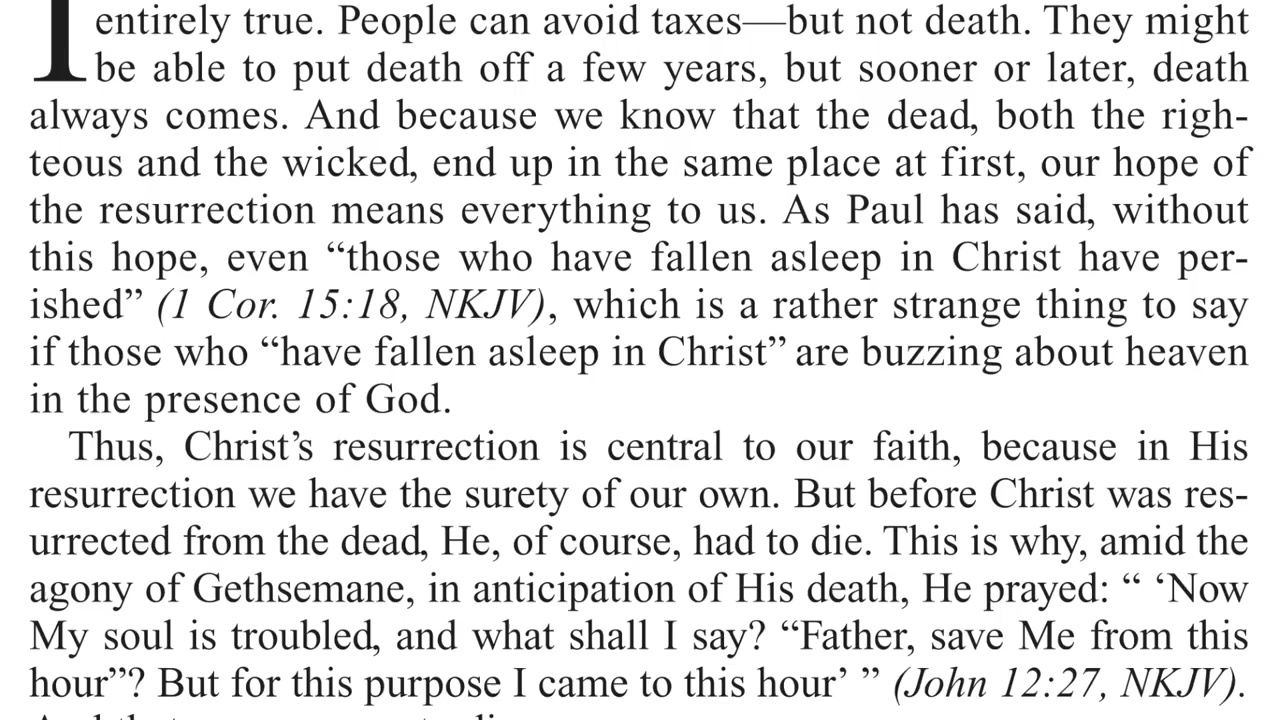 I entirely true. People can avoid taxes—but not death. They might
be able to put death off a few years, but sooner or later, death
always comes. And because we know that the dead, both the righ-
teous and the wicked, end up in the same place at first, our hope of
the resurrection means everything to us. As Paul has said, without
this hope, even “those who have fallen asleep in Christ have per-
ished” (1 Cor. 15:18, NKJV), which is a rather strange thing to say
if those who “have fallen asleep in Christ” are buzzing about heaven
in the presence of God.
Thus, Christ’s resurrection is central to our faith, because in His
resurrection we have the surety of our own. But before Christ was res-
urrected from the dead, He, of course, had to die. This is why, amid the
agony of Gethsemane, in anticipation of His death, He prayed: “ ‘Now
My soul is troubled, and what shall I say? “Father, save Me from this
hour”? But for this purpose I came to this hour’ ” (John 12:27, NKJV).